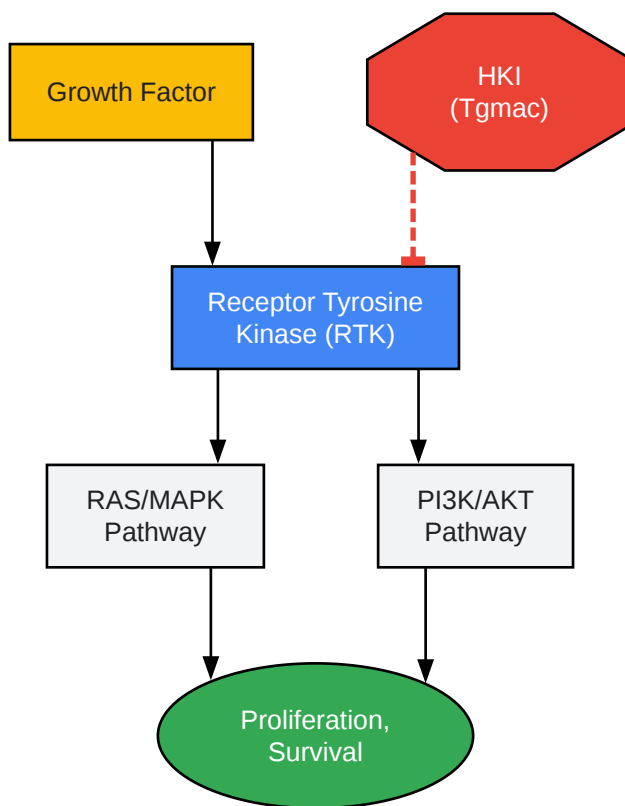 Growth Factor
HKI
(Tgmac)
Receptor Tyrosine
Kinase (RTK)
RAS/MAPK
Pathway
PI3K/AKT
Pathway
Proliferation,
Survival